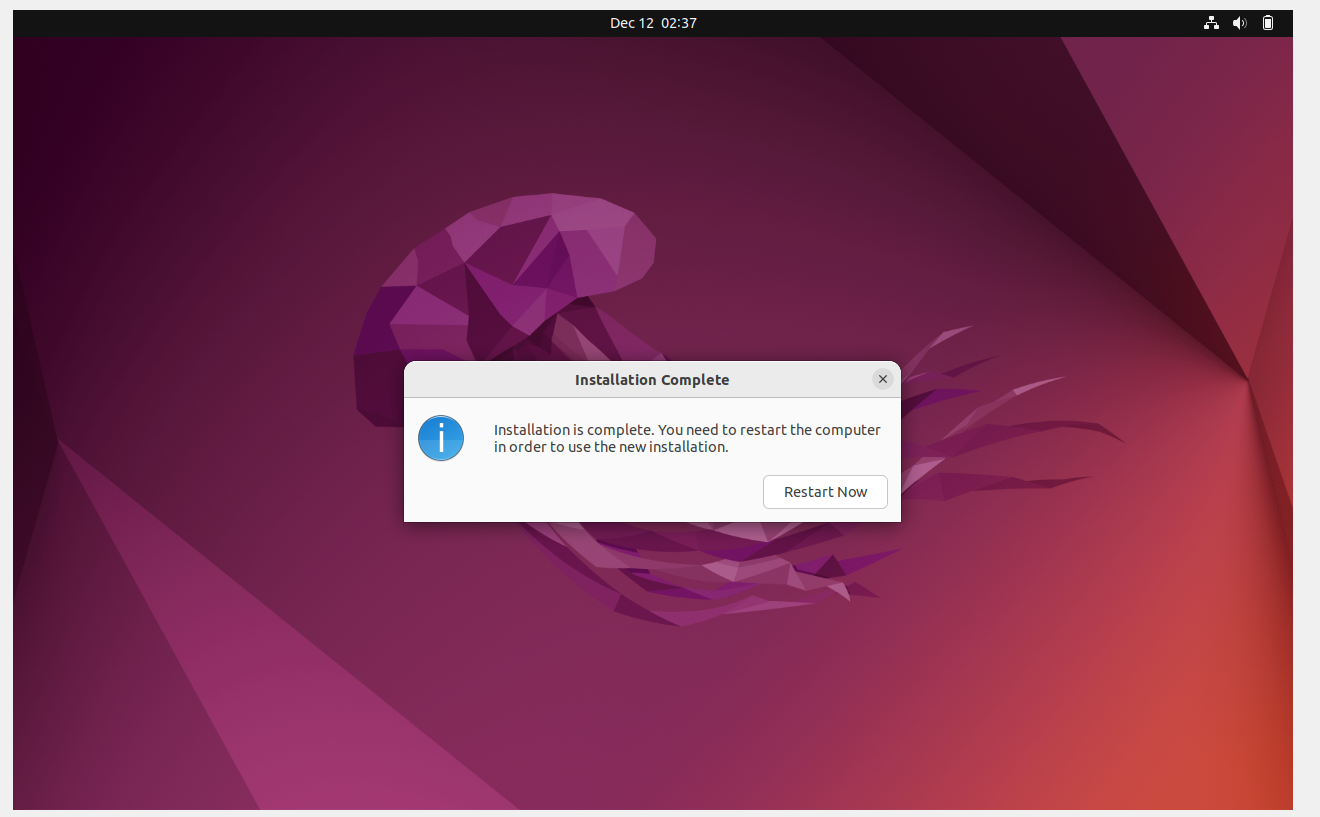 Dec 12 02:37
Installation Complete
Installation is complete. You need to restart the computer
in order to use the new installation.
Restart Now